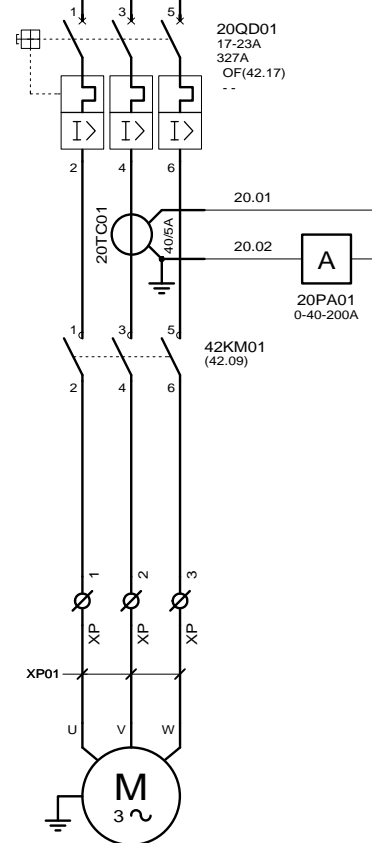 1 3 5
20QD01
17-23A
327A
OF(42.17)
- -
I> I> I>
2 4 6
20TC01
40/5A
20.01
20.02
A
20PA01
0-40-200A
1 3 5
42KM01
(42.09)
2 4 6
1 2 3
XP XP XP
XP01
U V W
M
3 ~